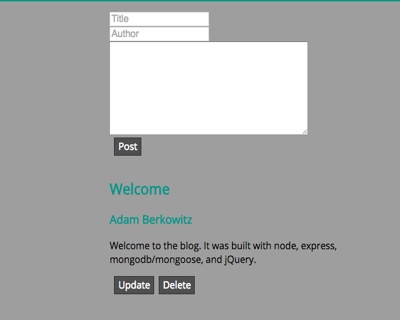 Title
Author
Post
Welcome
Adam Berkowitz
Welcome to the blog. It was built with node, express,
mongodb/mongoose, and jQuery.
Update Delete